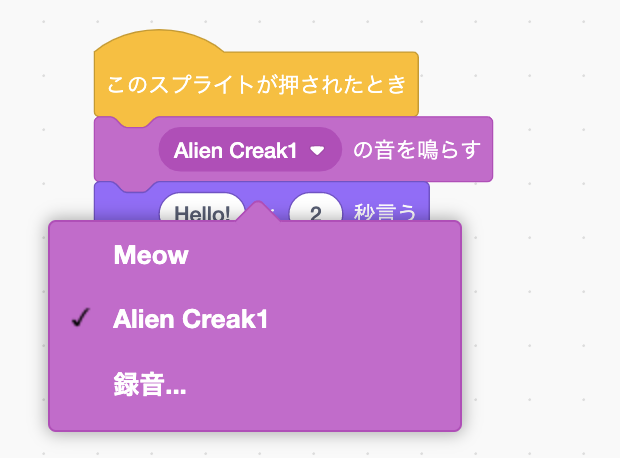 このスプライトが押されたとき
Alien Creak1 の音を鳴らす
Hello! 2 秒言う
Meow
✓ Alien Creak1
録音...